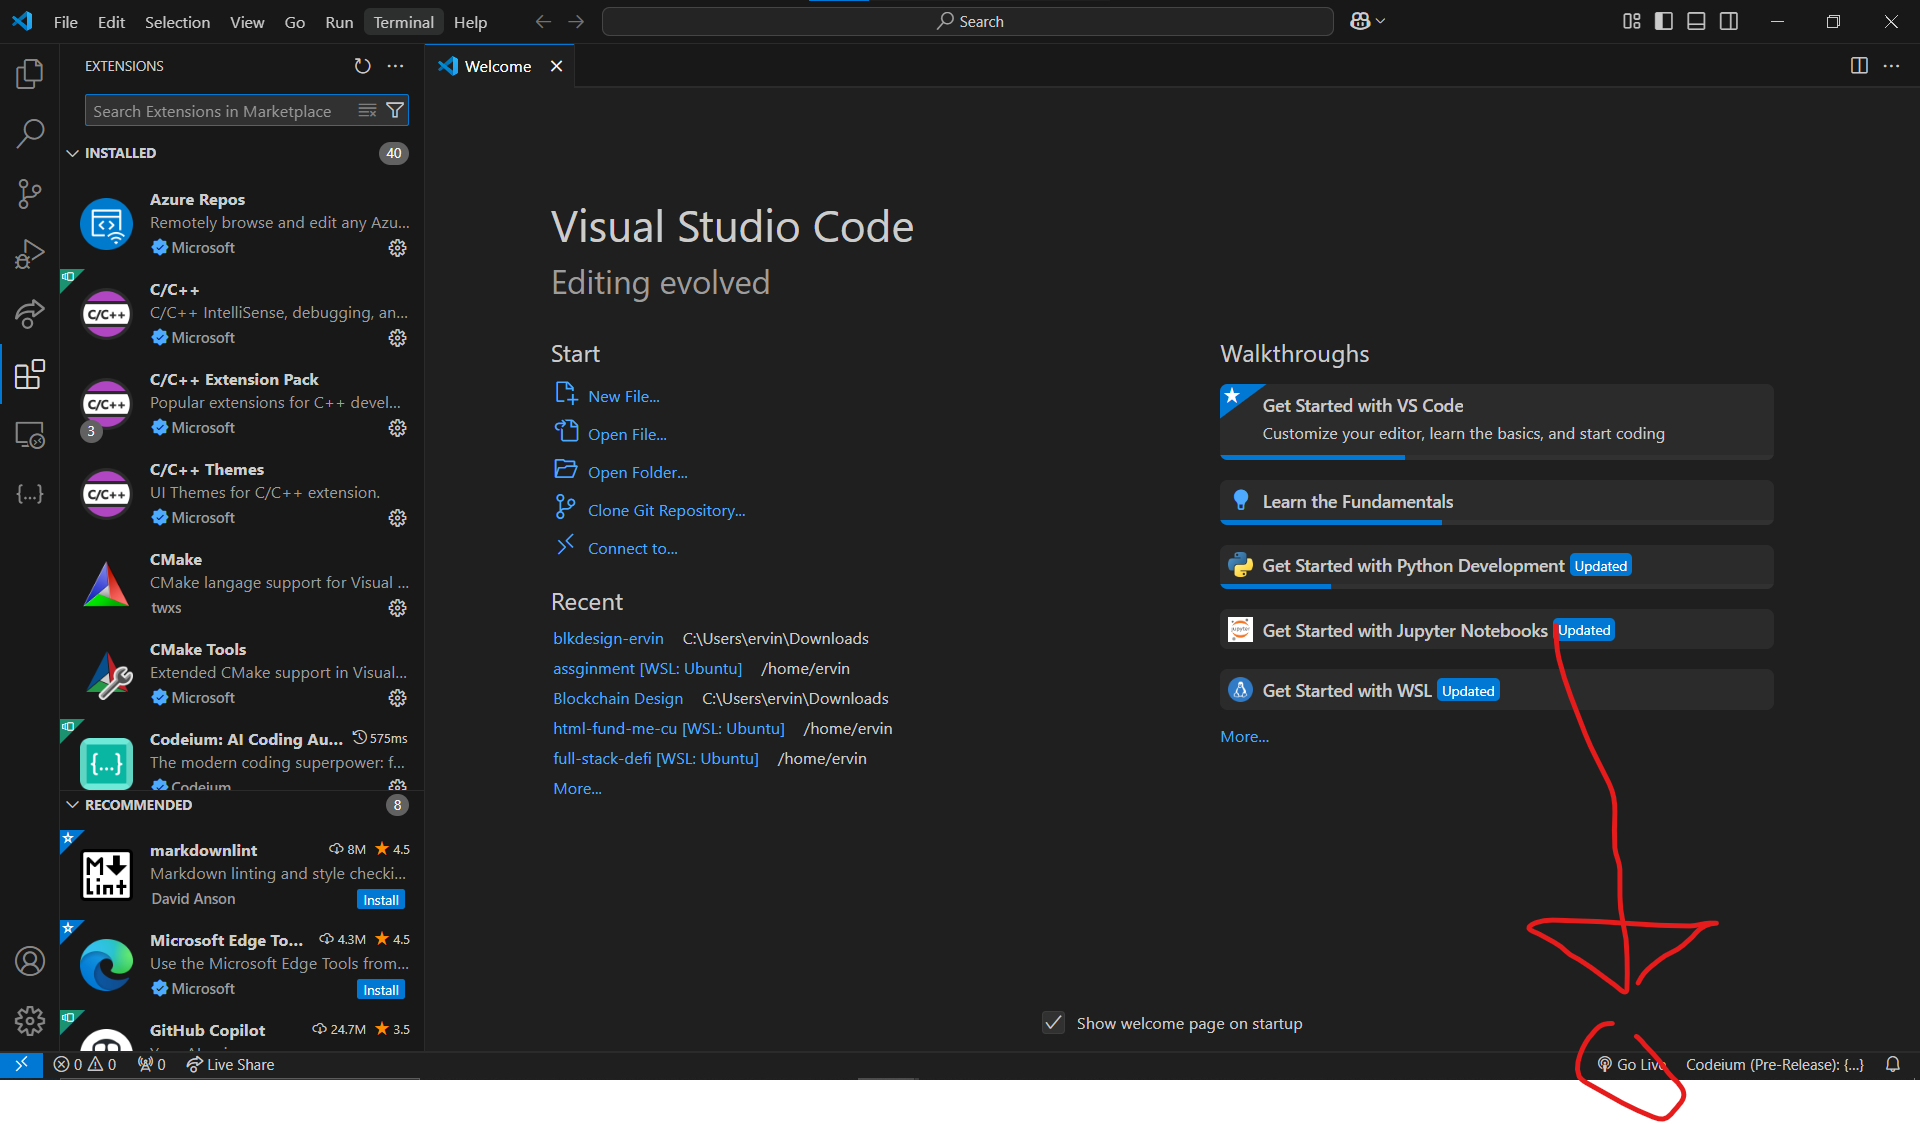 File Edit Selection View Go Run Terminal Help
Search
EXTENSIONS
Welcome
Search Extensions in Marketplace
INSTALLED 40
Azure Repos
Remotely browse and edit any Azu...
Microsoft
C/C++
C/C++ IntelliSense, debugging, an...
Microsoft
C/C++ Extension Pack
Popular extensions for C++ devel...
3
Microsoft
C/C++ Themes
UI Themes for C/C++ extension.
Microsoft
CMake
CMake langage support for Visual ...
twxs
CMake Tools
Extended CMake support in Visual...
Microsoft
Codeium: AI Coding Au... 575ms
The modern coding superpower: f...
Codeium
RECOMMENDED 8
markdownlint 8M 4.5
Markdown linting and style checki...
David Anson Install
Microsoft Edge To... 4.3M 4.5
Use the Microsoft Edge Tools from...
Microsoft Install
GitHub Copilot 24.7M 3.5
C/C++
C/C++
C/C++
{...}
M Lint
{...}
Visual Studio Code
Editing evolved
Start
New File...
Open File...
Open Folder...
Clone Git Repository...
Connect to...
Recent
blkdesign-ervin C:\Users\ervin\Downloads
assginment [WSL: Ubuntu] /home/ervin
Blockchain Design C:\Users\ervin\Downloads
html-fund-me-cu [WSL: Ubuntu] /home/ervin
full-stack-defi [WSL: Ubuntu] /home/ervin
More...
Walkthroughs
Get Started with VS Code
Customize your editor, learn the basics, and start coding
Learn the Fundamentals
Get Started with Python Development Updated
jupyter
Get Started with Jupyter Notebooks Updated
Get Started with WSL Updated
More...
Show welcome page on startup
0 0 0 Live Share
Go Live Codeium (Pre-Release): {...}